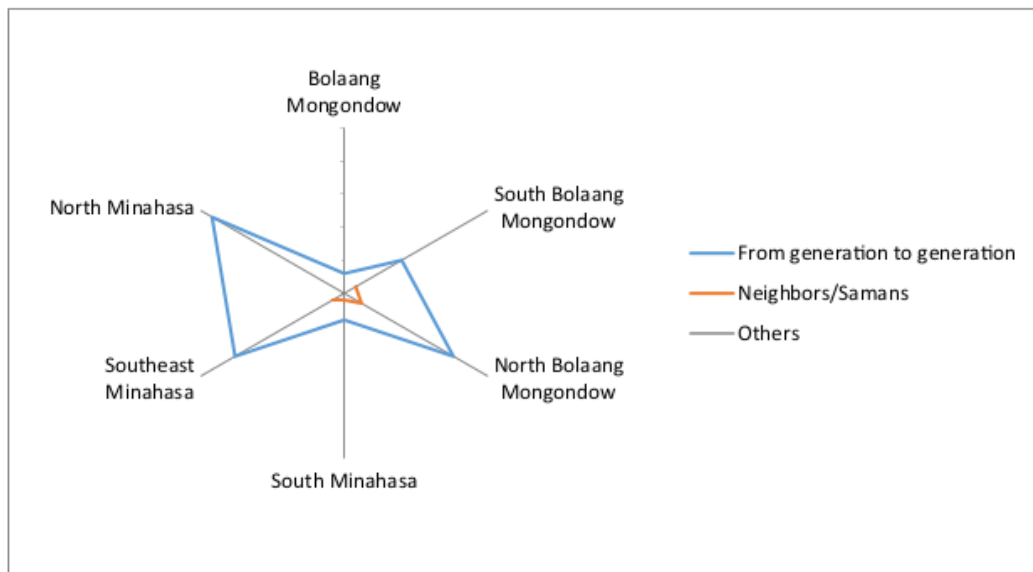 Bolaang
Mongondow
South Bolaang
Mongondow
North Bolaang
Mongondow
South Minahasa
Southeast
Minahasa
North Minahasa
From generation to generation
Neighbors/Samans
Others